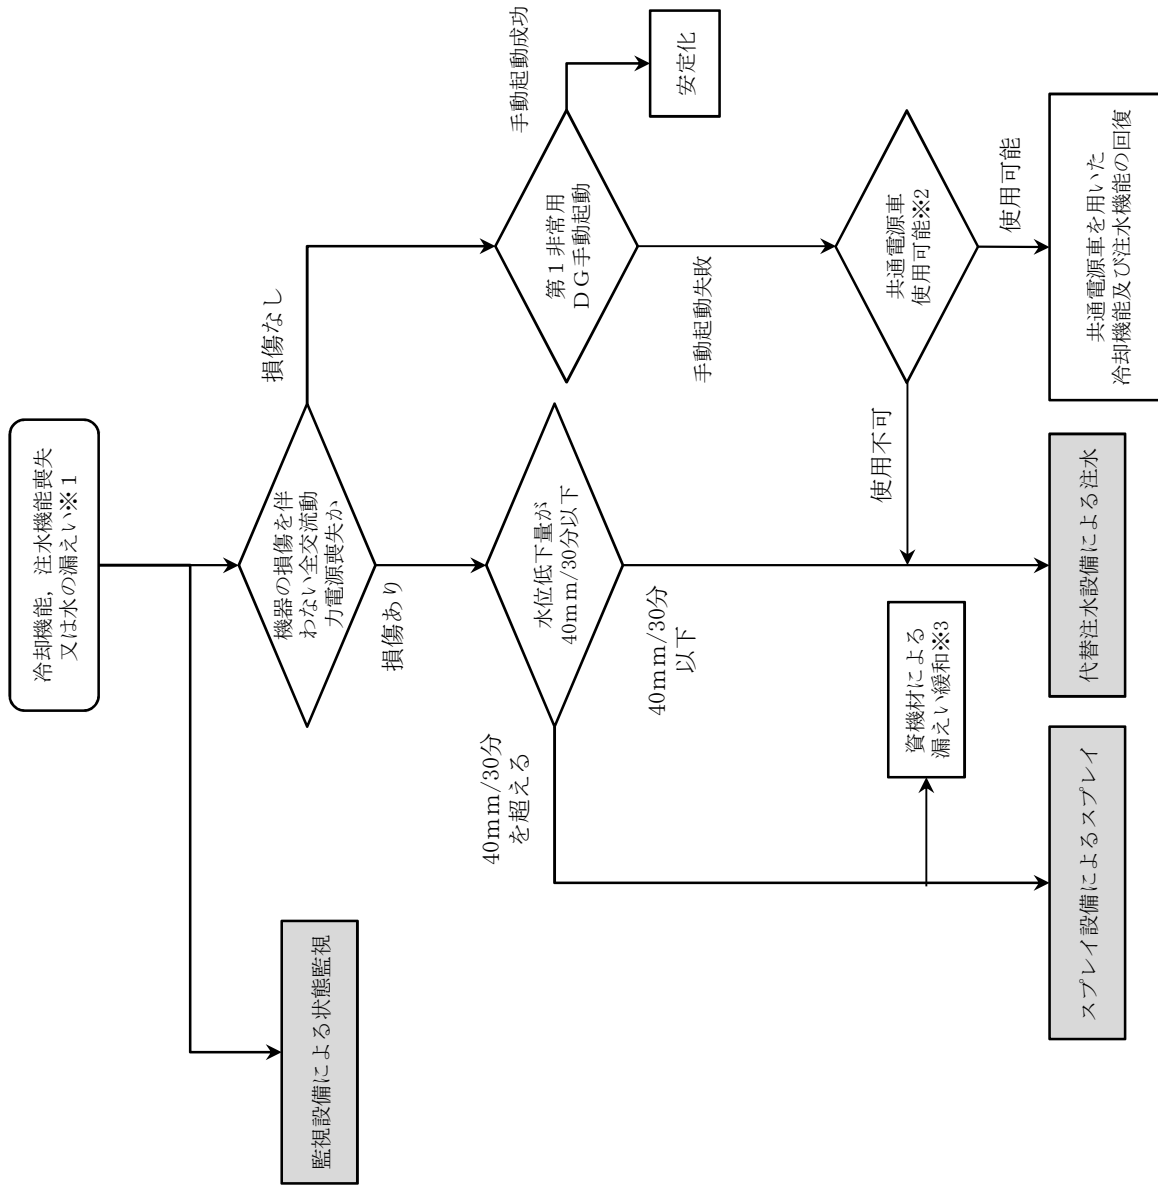 冷却機能，注水機能喪失
又は水の漏えい※１
監視設備による状態監視
機器の損傷を伴
わない全交流動
力電源喪失か
損傷なし
損傷あり
第１非常用
ＤＧ手動起動
手動起動成功
安定化
手動起動失敗
水位低下量が
40mm/30分以下
40mm/30分
を超える
40mm/30分
以下
共通電源車
使用可能※2
使用不可
使用可能
資機材による
漏えい緩和※3
スプレイ設備によるスプレイ
代替注水設備による注水
共通電源車を用いた
冷却機能及び注水機能の回復